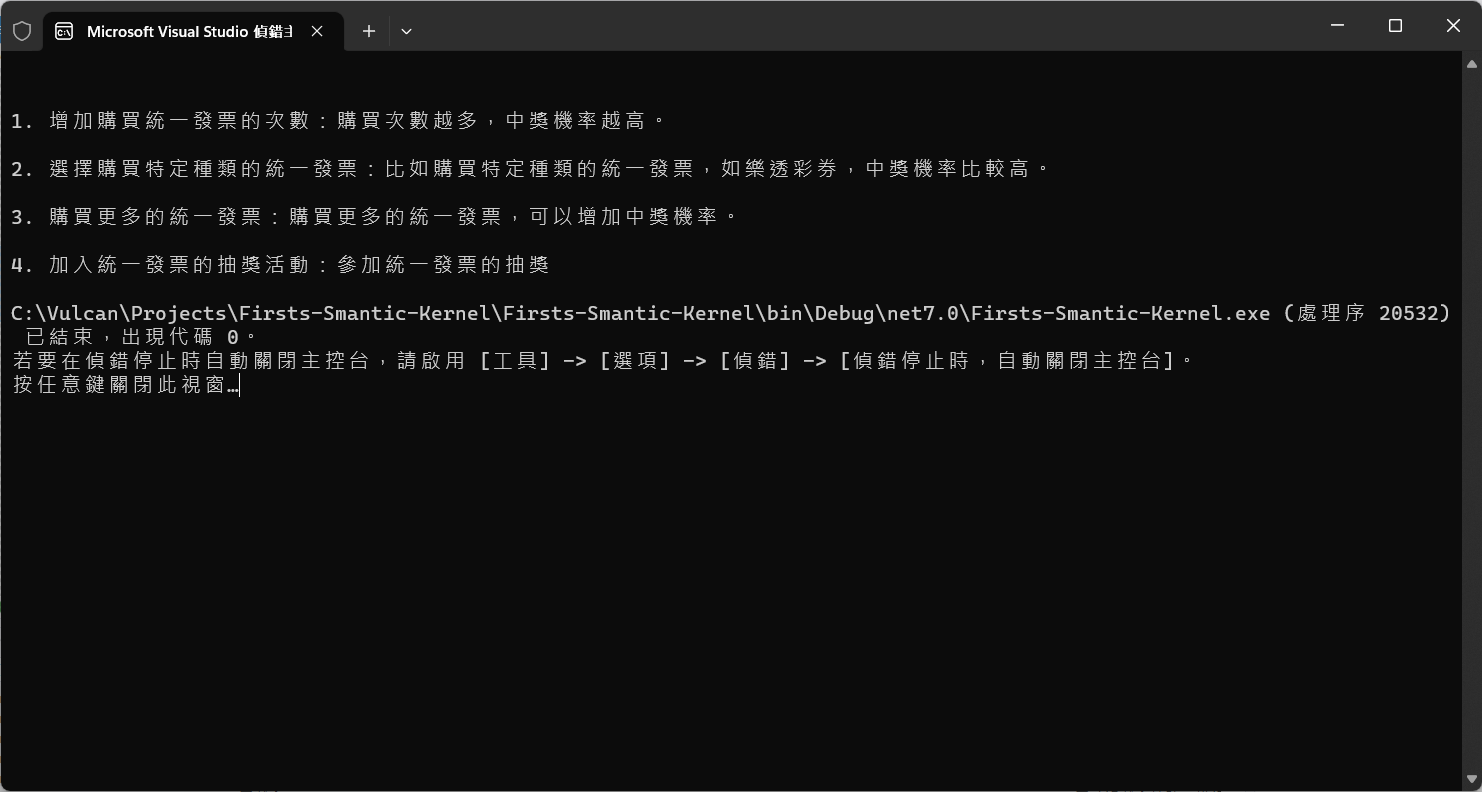 Microsoft Visual Studio 偵錯主
1. 增加購買統一發票的次數：購買次數越多，中獎機率越高。
2. 選擇購買特定種類的統一發票：比如購買特定種類的統一發票，如樂透彩券，中獎機率比較高。
3. 購買更多的統一發票：購買更多的統一發票，可以增加中獎機率。
4. 加入統一發票的抽獎活動：參加統一發票的抽獎
C:\Vulcan\Projects\Firsts-Smantic-Kernel\Firsts-Smantic-Kernel\bin\Debug\net7.0\Firsts-Smantic-Kernel.exe (處理序 20532)
已結束，出現代碼 0。
若要在偵錯停止時自動關閉主控台，請啟用 [工具] -> [選項] -> [偵錯] -> [偵錯停止時，自動關閉主控台]。
按任意鍵關閉此視窗…